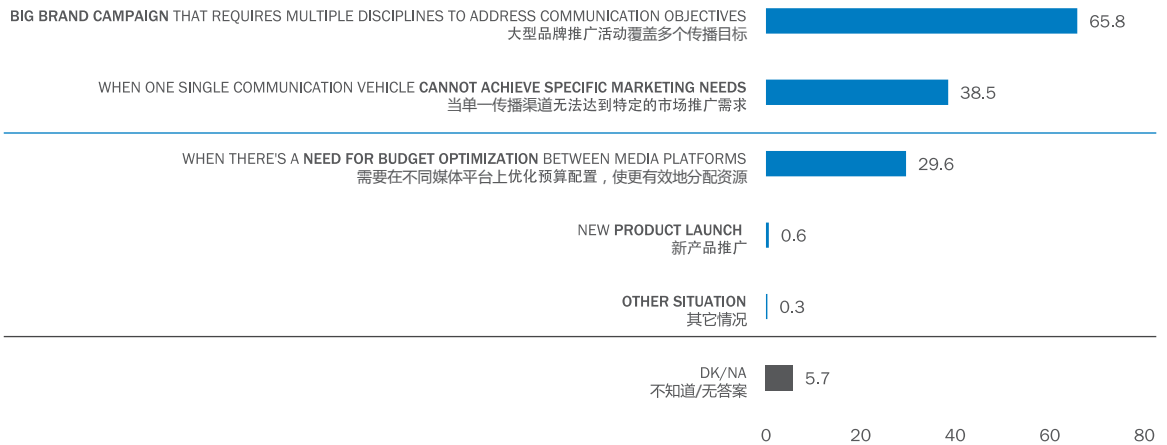 BIG BRAND CAMPAIGN THAT REQUIRES MULTIPLE DISCIPLINES TO ADDRESS COMMUNICATION OBJECTIVES
大型品牌推广活动覆盖多个传播目标
65.8
WHEN ONE SINGLE COMMUNICATION VEHICLE CANNOT ACHIEVE SPECIFIC MARKETING NEEDS
当单一传播渠道无法达到特定的市场推广需求
38.5
WHEN THERE'S A NEED FOR BUDGET OPTIMIZATION BETWEEN MEDIA PLATFORMS
需要在不同媒体平台上优化预算配置，使更有效地分配资源
29.6
NEW PRODUCT LAUNCH
新产品推广
0.6
OTHER SITUATION
其它情况
0.3
DK/NA
不知道/无答案
5.7
0 20 40 60 80